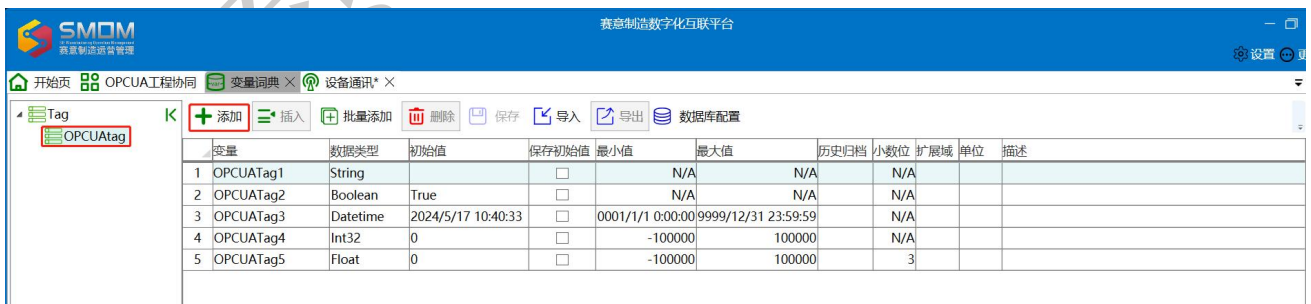 SMOM
赛意制造运营管理
赛意制造数字化互联平台
设置
开始页 OPCUA工程协同 变量词典 × 设备通讯* ×
Tag
OPCUAtag
添加 插入 批量添加 删除 保存 导入 导出 数据库配置
变量 数据类型 初始值 保存初始值 最小值 最大值 历史归档 小数位 扩展域 单位 描述
1 OPCUATag1 String N/A N/A N/A
2 OPCUATag2 Boolean True N/A N/A N/A
3 OPCUATag3 Datetime 2024/5/17 10:40:33 0001/1/1 0:00:00 9999/12/31 23:59:59 N/A
4 OPCUATag4 Int32 0 -100000 100000 N/A
5 OPCUATag5 Float 0 -100000 100000 3